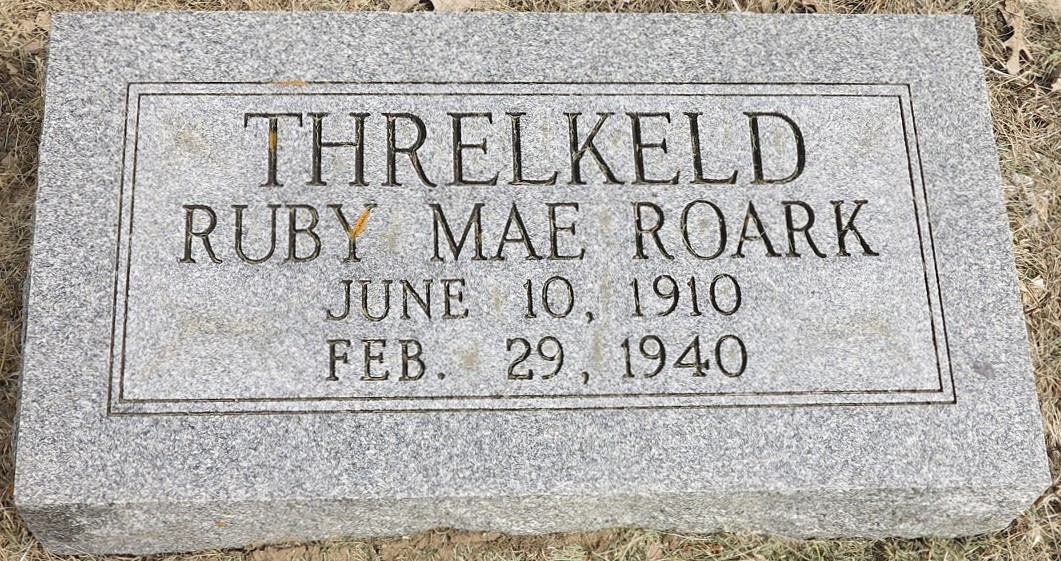 THRELKELD
RUBY MAE ROARK
JUNE 10, 1910
FEB. 29, 1940